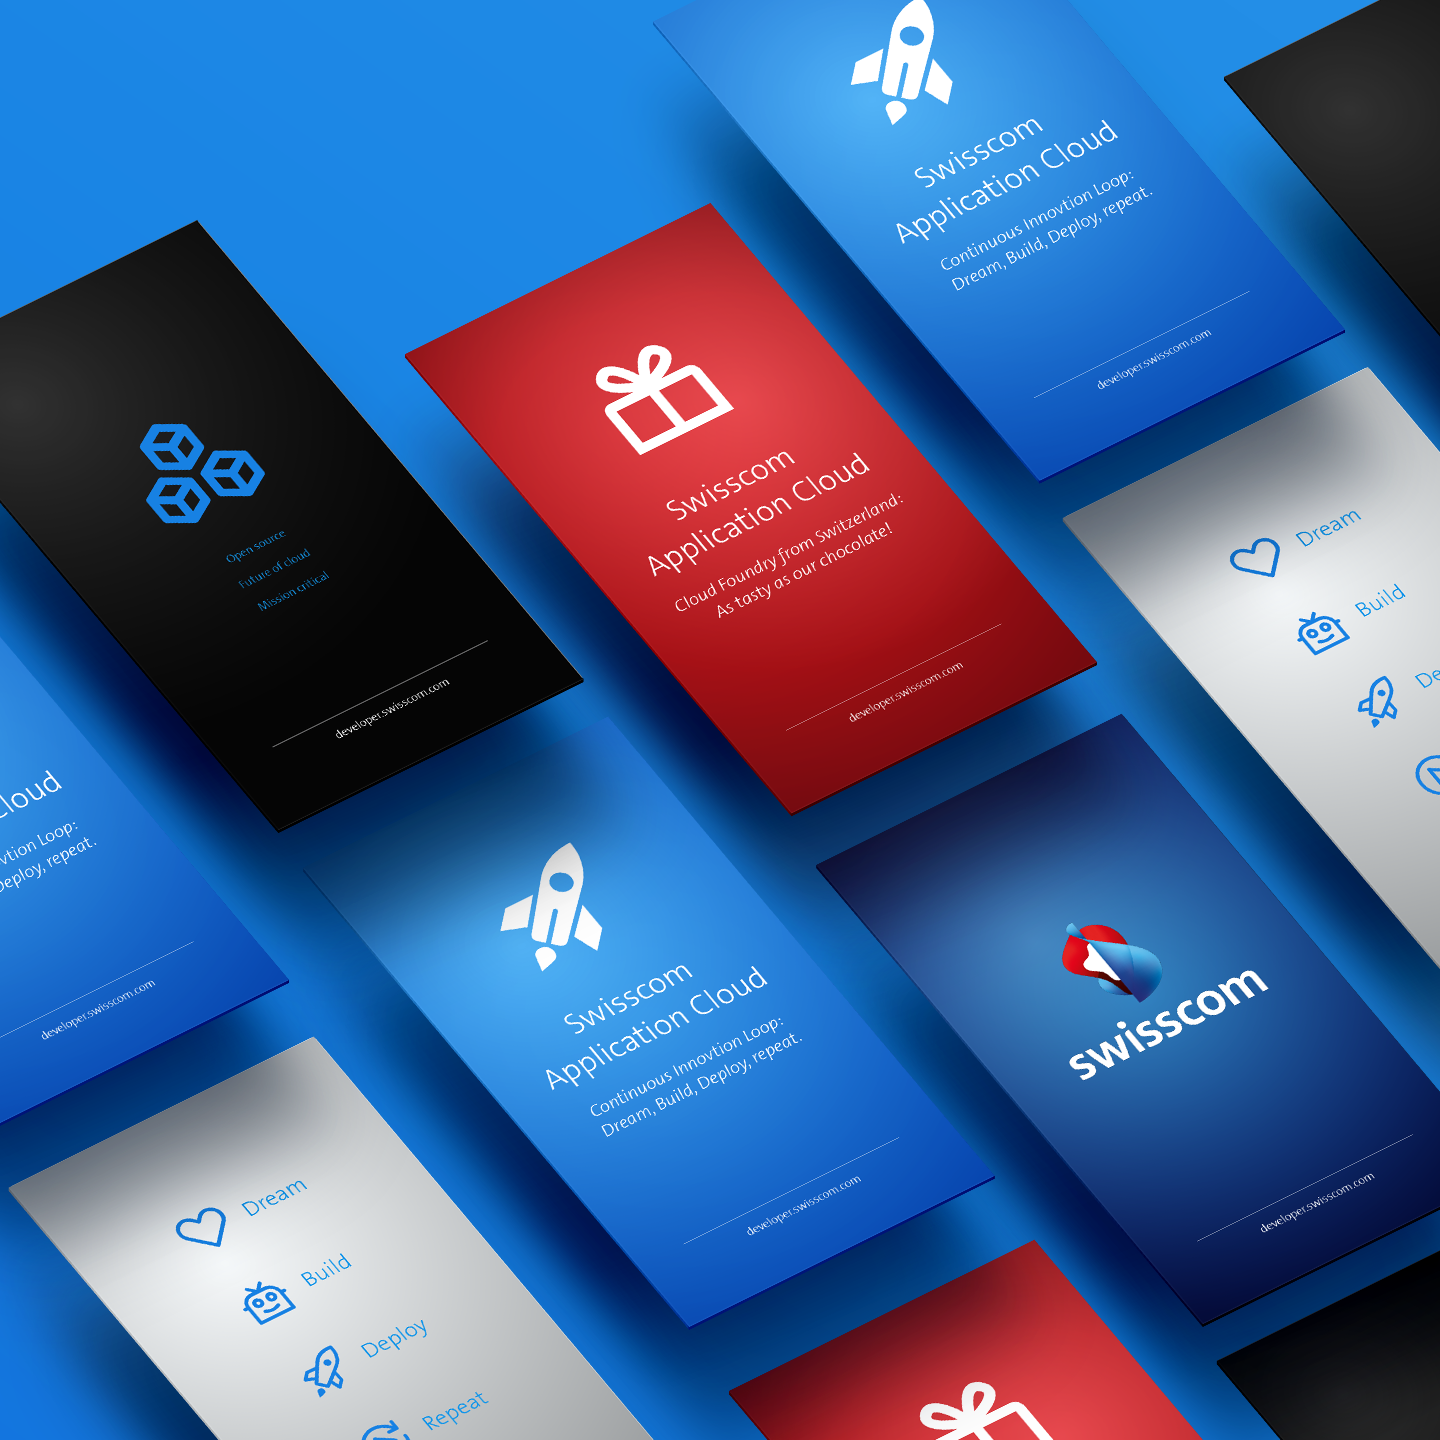 Swisscom
Application Cloud
Continuous Innovtion Loop:
Dream, Build, Deploy, repeat.
developer.swisscom.com
Swisscom
Application Cloud
Cloud Foundry from Switzerland:
As tasty as our chocolate!
developer.swisscom.com
Open source
Future of cloud
Mission critical
developer.swisscom.com
Dream
Build
De
Cloud
vtion Loop:
Deploy, repeat.
developer.swisscom.com
Swisscom
Application Cloud
Continuous Innovtion Loop:
Dream, Build, Deploy, repeat.
developer.swisscom.com
swisscom
developer.swisscom.com
Dream
Build
Deploy
Repeat